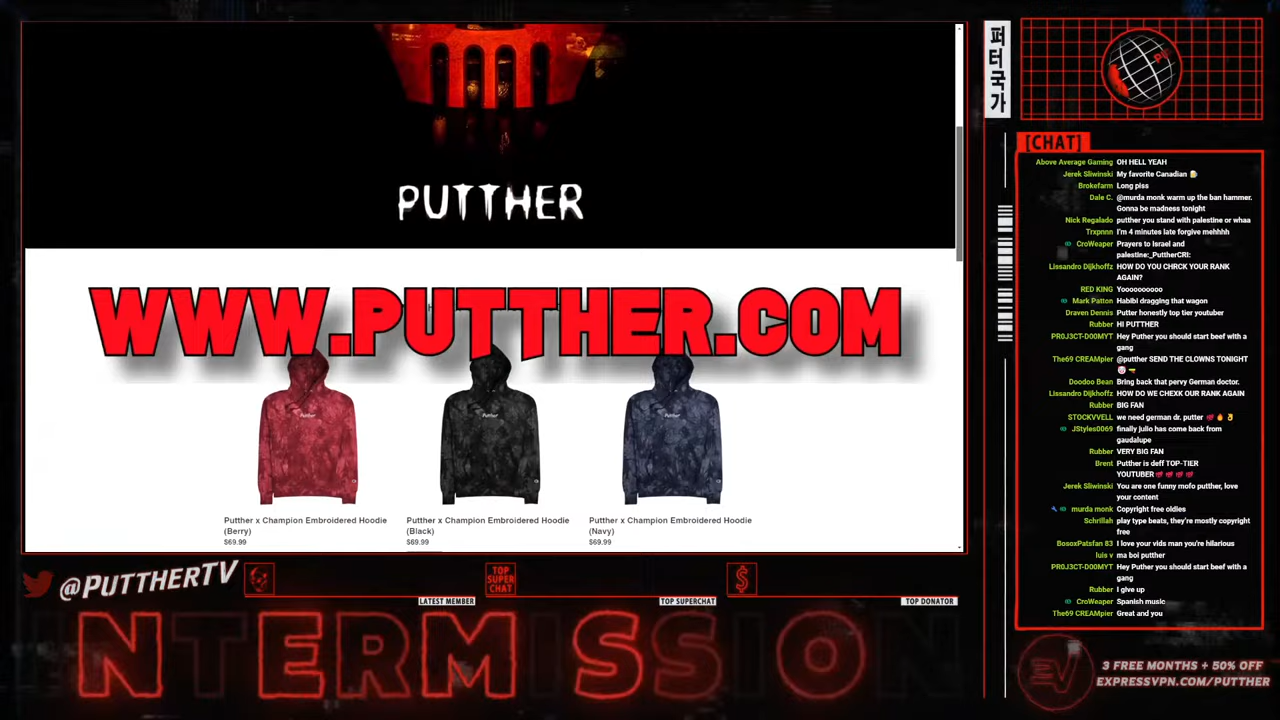 PUTTHER
WWW.PUTTHER.COM
Putther
Putther
Putther
Putther x Champion Embroidered Hoodie
(Berry)
$69.99
Putther x Champion Embroidered Hoodie
(Black)
$69.99
Putther x Champion Embroidered Hoodie
(Navy)
$69.99
@PUTTHERTV
TOP
SUPER
CHAT
$
LATEST MEMBER
TOP SUPERCHAT
TOP DONATOR
NTERMISSION
퍼
터
국
가
[CHAT]
Above Average Gaming OH HELL YEAH
Jerek Sliwinski My favorite Canadian 🍺
Brokefarm Long piss
Dale C. @murda monk warm up the ban hammer.
Gonna be madness tonight
Nick Regalado putther you stand with palestine or whaa
Trxpnnn I'm 4 minutes late forgive mehhhh
CroWeaper Prayers to Israel and
palestine:_PuttherCRI:
Lissandro Dijkhoffz HOW DO YOU CHRCK YOUR RANK
AGAIN?
RED KING Yoooooooooo
Mark Patton Habibi dragging that wagon
Draven Dennis Putter honestly top tier youtuber
Rubber HI PUTTHER
PR0J3CT-D00MYT Hey Puther you should start beef with a
gang
The69 CREAMpier @putther SEND THE CLOWNS TONIGHT
🤡 🔫
Doodoo Bean Bring back that pervy German doctor.
Lissandro Dijkhoffz HOW DO WE CHEXK OUR RANK AGAIN
Rubber BIG FAN
STOCKVVELL we need german dr. putter
JStyles0069 finally julio has come back from
gaudalupe
Rubber VERY BIG FAN
Brent Putther is deff TOP-TIER
YOUTUBER
Jerek Sliwinski You are one funny mofo putther, love
your content
murda monk Copyright free oldies
Schrillah play type beats, they're mostly copyright
free
BosoxPatsfan 83 I love your vids man you're hilarious
luis v ma boi putther
PR0J3CT-D00MYT Hey Puther you should start beef with a
gang
Rubber I give up
CroWeaper Spanish music
The69 CREAMpier Great and you
EV
3 FREE MONTHS + 50% OFF
EXPRESSVPN.COM/PUTTHER